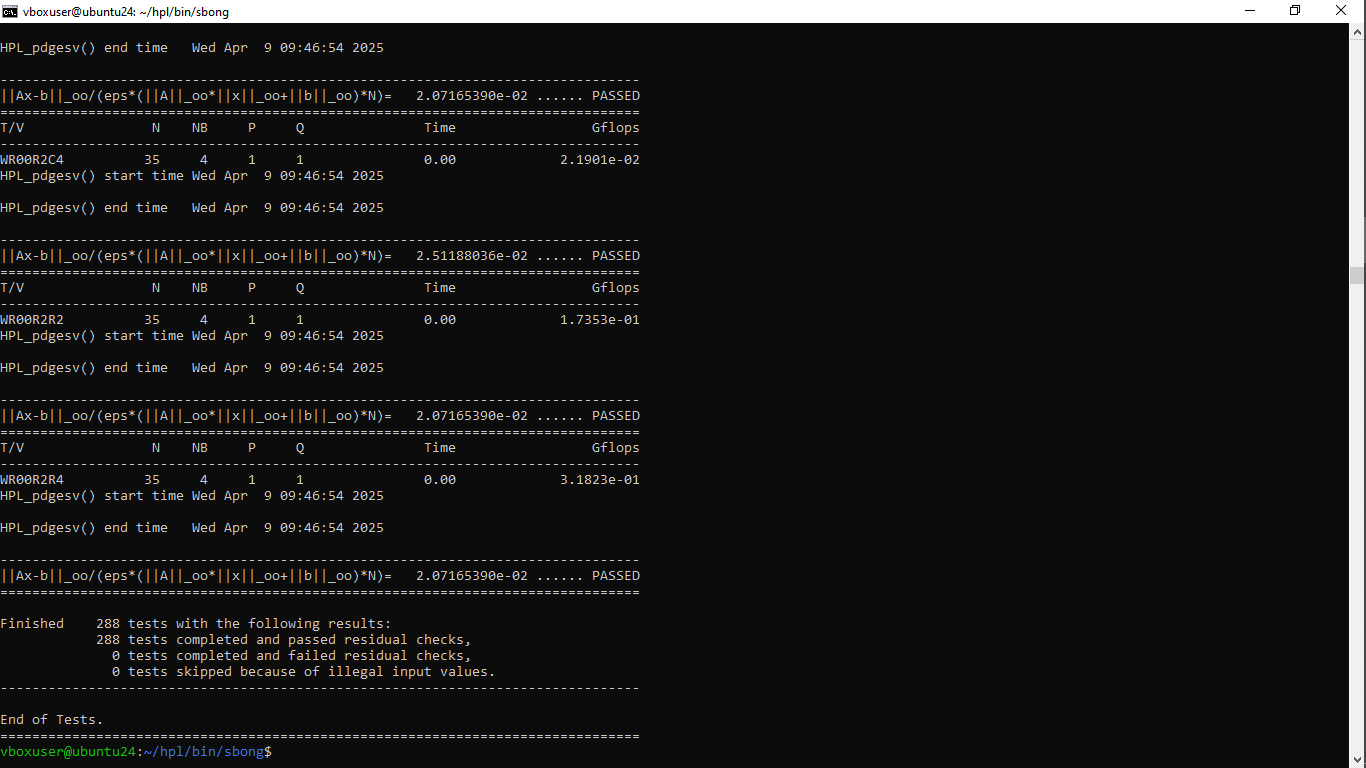 vboxuser@ubuntu24: ~/hpl/bin/sbong
HPL_pdgesv() end time   Wed Apr  9 09:46:54 2025

--------------------------------------------------------------------------------
||Ax-b||_oo/(eps*(||A||_oo*||x||_oo+||b||_oo)*N)=   2.07165390e-02 ...... PASSED
================================================================================
T/V                N    NB     P     Q               Time                 Gflops
--------------------------------------------------------------------------------
WR00R2C4          35     4     1     1               0.00             2.1901e-02
HPL_pdgesv() start time Wed Apr  9 09:46:54 2025

HPL_pdgesv() end time   Wed Apr  9 09:46:54 2025

--------------------------------------------------------------------------------
||Ax-b||_oo/(eps*(||A||_oo*||x||_oo+||b||_oo)*N)=   2.51188036e-02 ...... PASSED
================================================================================
T/V                N    NB     P     Q               Time                 Gflops
--------------------------------------------------------------------------------
WR00R2R2          35     4     1     1               0.00             1.7353e-01
HPL_pdgesv() start time Wed Apr  9 09:46:54 2025

HPL_pdgesv() end time   Wed Apr  9 09:46:54 2025

--------------------------------------------------------------------------------
||Ax-b||_oo/(eps*(||A||_oo*||x||_oo+||b||_oo)*N)=   2.07165390e-02 ...... PASSED
================================================================================
T/V                N    NB     P     Q               Time                 Gflops
--------------------------------------------------------------------------------
WR00R2R4          35     4     1     1               0.00             3.1823e-01
HPL_pdgesv() start time Wed Apr  9 09:46:54 2025

HPL_pdgesv() end time   Wed Apr  9 09:46:54 2025

--------------------------------------------------------------------------------
||Ax-b||_oo/(eps*(||A||_oo*||x||_oo+||b||_oo)*N)=   2.07165390e-02 ...... PASSED
================================================================================

Finished    288 tests with the following results:
            288 tests completed and passed residual checks,
              0 tests completed and failed residual checks,
              0 tests skipped because of illegal input values.
--------------------------------------------------------------------------------

End of Tests.
================================================================================
vboxuser@ubuntu24:~/hpl/bin/sbong$